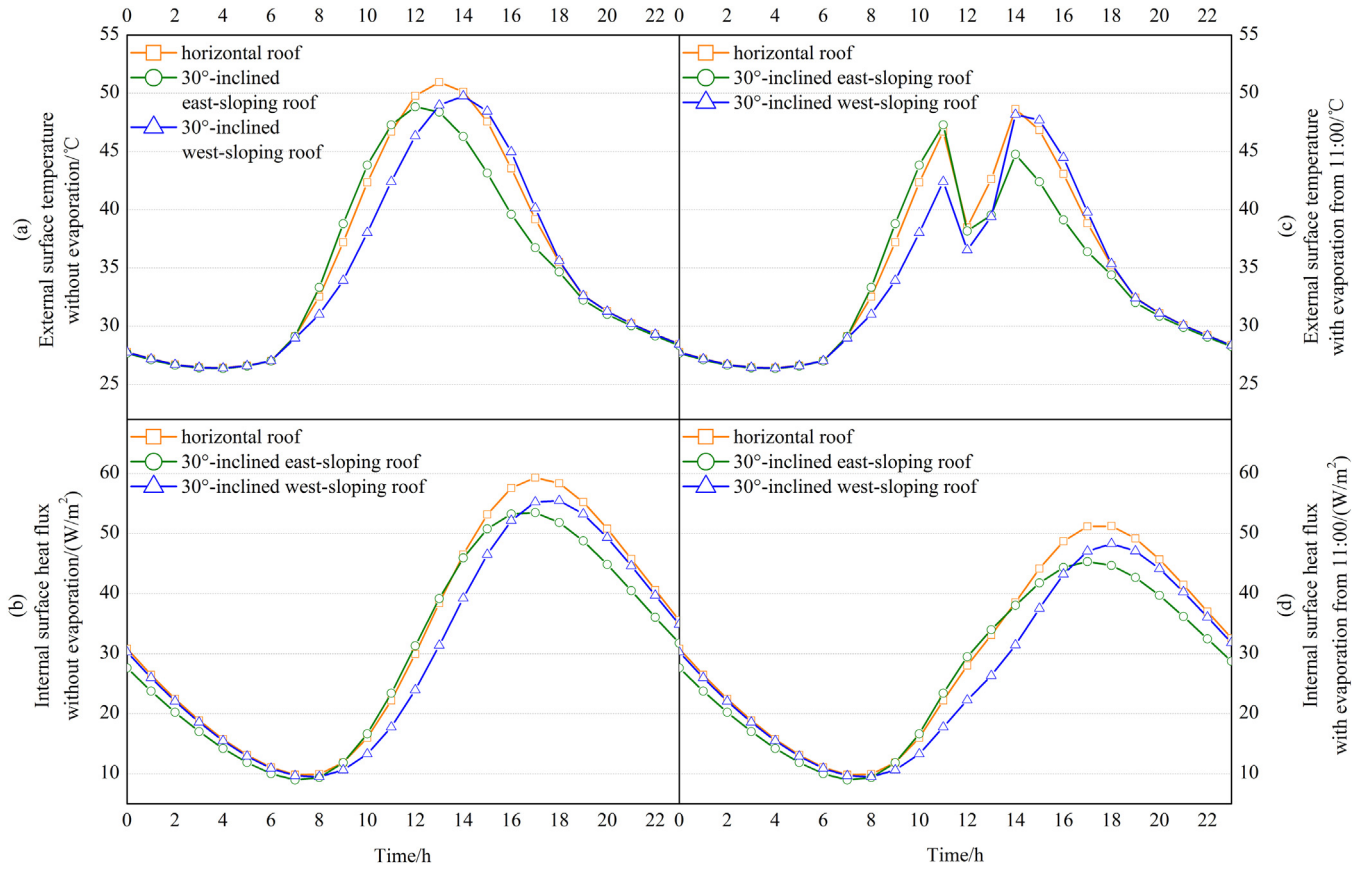 0 2 4 6 8 10 12 14 16 18 20 22 0 2 4 6 8 10 12 14 16 18 20 22
(a)
External surface temperature
without evaporation/℃
55
50
45
40
35
30
25
horizontal roof
30°-inclined
east-sloping roof
30°-inclined
west-sloping roof
horizontal roof
30°-inclined east-sloping roof
30°-inclined west-sloping roof
55
50
45
40
35
30
25
(c)
External surface temperature
with evaporation from 11:00/℃
(b)
Internal surface heat flux
without evaporation/(W/m²)
60
50
40
30
20
10
horizontal roof
30°-inclined east-sloping roof
30°-inclined west-sloping roof
horizontal roof
30°-inclined east-sloping roof
30°-inclined west-sloping roof
60
50
40
30
20
10
(d)
Internal surface heat flux
with evaporation from 11:00/(W/m²)
0 2 4 6 8 10 12 14 16 18 20 22 0 2 4 6 8 10 12 14 16 18 20 22
Time/h
Time/h